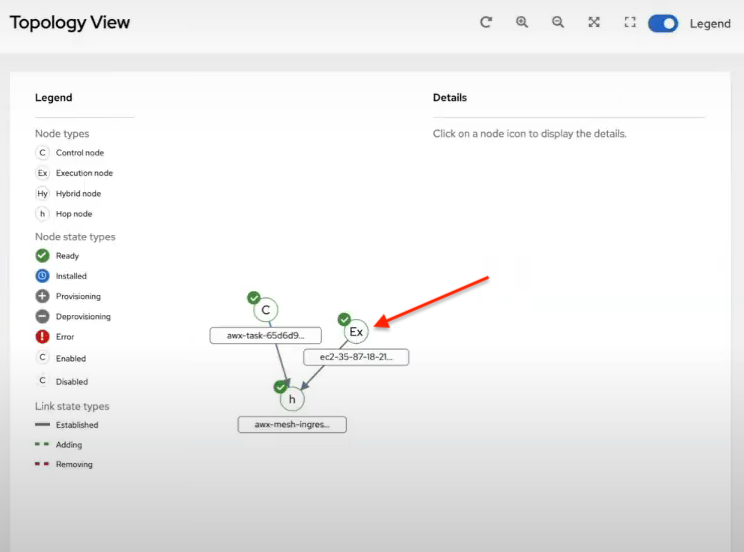 Topology View
Legend
Legend
Details
Node types
Click on a node icon to display the details.
C Control node
Ex Execution node
Hy Hybrid node
h Hop node
Node state types
Ready
Installed
Provisioning
Deprovisioning
Error
C Enabled
C Disabled
Link state types
Established
Adding
Removing
C
awx-task-65d6d9...
Ex
ec2-35-87-18-21...
h
awx-mesh-ingres...